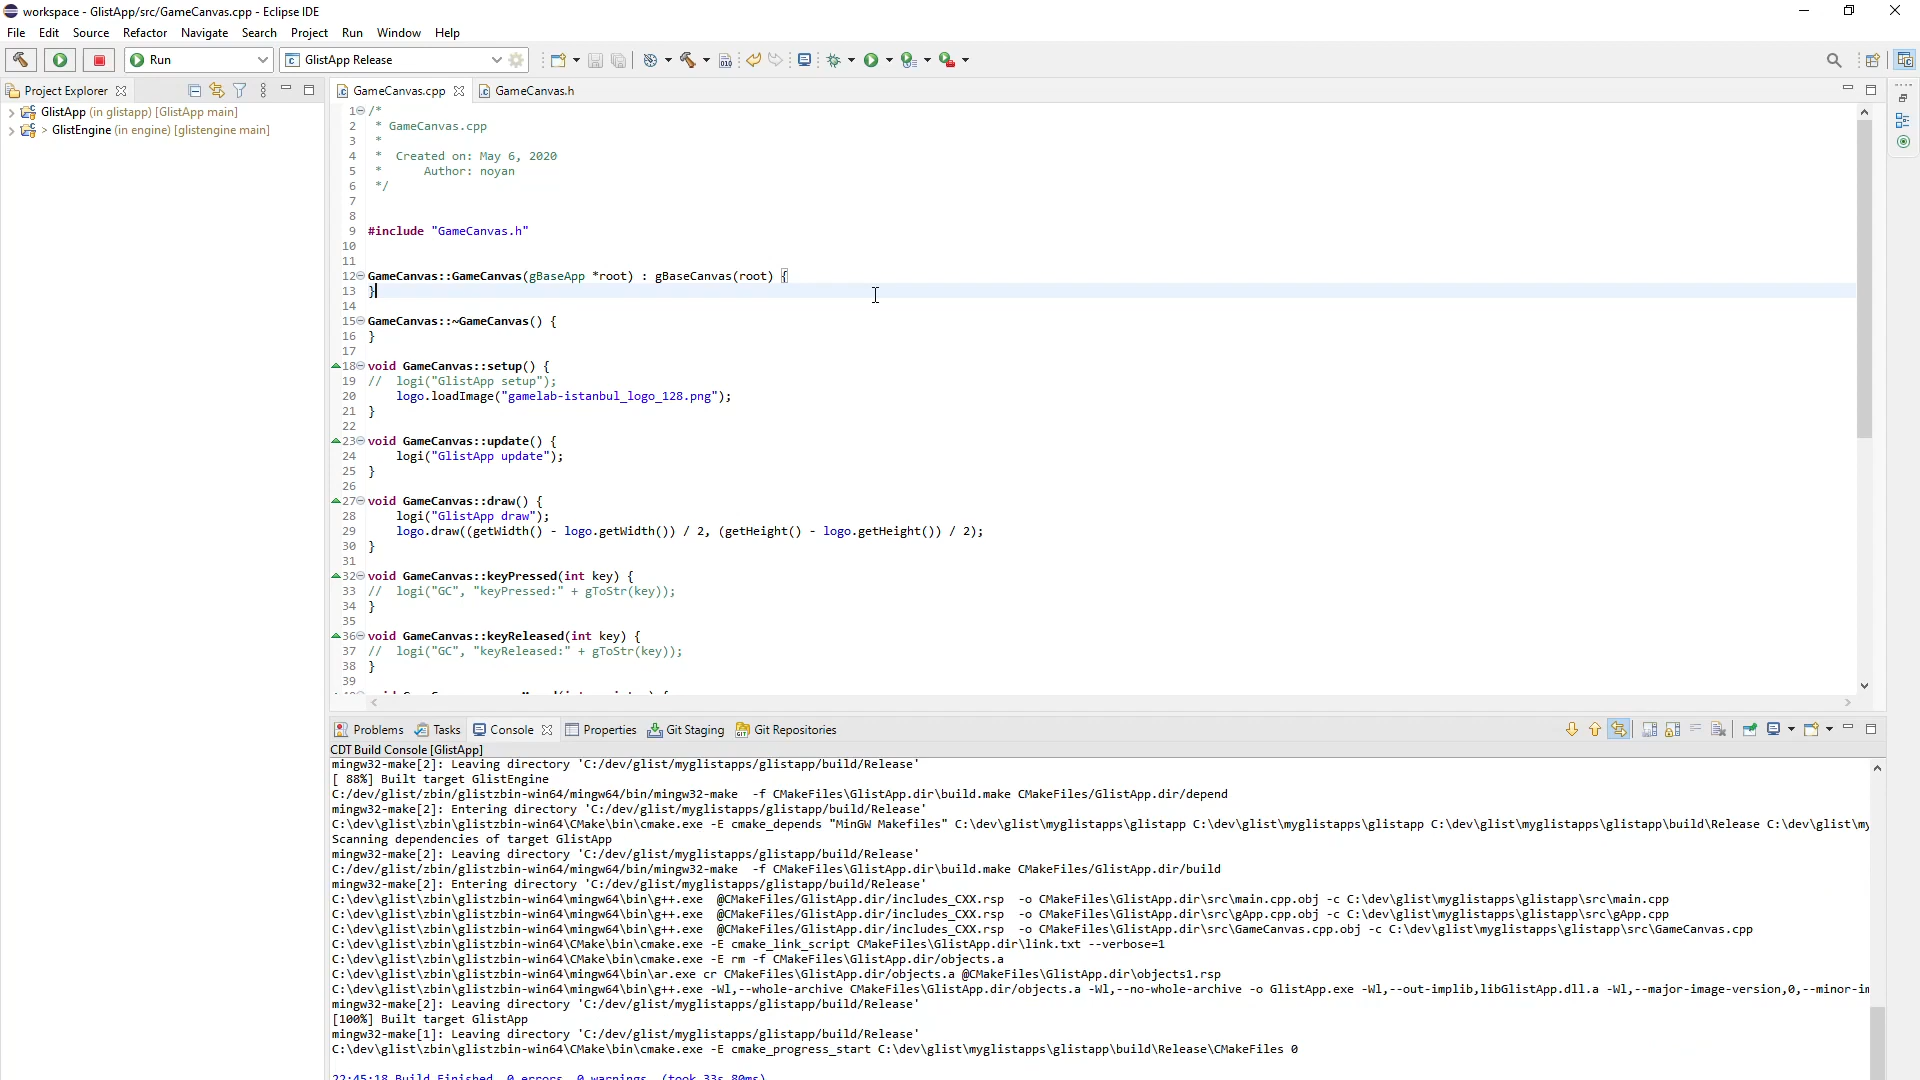 workspace - GlistApp/src/GameCanvas.cpp - Eclipse IDE
File Edit Source Refactor Navigate Search Project Run Window Help
Run GlistApp Release
Project Explorer
GlistApp (in glistapp) [GlistApp main]
> GlistEngine (in engine) [glistengine main]
GameCanvas.cpp GameCanvas.h
1 /*
2 * GameCanvas.cpp
3 *
4 * Created on: May 6, 2020
5 * Author: noyan
6 */
7
8
9 #include "GameCanvas.h"
10
11
12 GameCanvas::GameCanvas(gBaseApp *root) : gBaseCanvas(root) {
13 }
14
15 GameCanvas::~GameCanvas() {
16 }
17
18 void GameCanvas::setup() {
19 // logi("GlistApp setup");
20 logo.loadImage("gamelab-istanbul_logo_128.png");
21 }
22
23 void GameCanvas::update() {
24 logi("GlistApp update");
25 }
26
27 void GameCanvas::draw() {
28 logi("GlistApp draw");
29 logo.draw((getWidth() - logo.getWidth()) / 2, (getHeight() - logo.getHeight()) / 2);
30 }
31
32 void GameCanvas::keyPressed(int key) {
33 // logi("GC", "keyPressed:" + gToStr(key));
34 }
35
36 void GameCanvas::keyReleased(int key) {
37 // logi("GC", "keyReleased:" + gToStr(key));
38 }
39
Problems Tasks Console Properties Git Staging Git Repositories
CDT Build Console [GlistApp]
mingw32-make[2]: Leaving directory 'C:/dev/glist/myglistapps/glistapp/build/Release'
[ 88%] Built target GlistEngine
C:/dev/glist/zbin/glistzbin-win64/mingw64/bin/mingw32-make -f CMakeFiles\GlistApp.dir\build.make CMakeFiles/GlistApp.dir/depend
mingw32-make[2]: Entering directory 'C:/dev/glist/myglistapps/glistapp/build/Release'
C:\dev\glist\zbin\glistzbin-win64\CMake\bin\cmake.exe -E cmake_depends "MinGW Makefiles" C:\dev\glist\myglistapps\glistapp C:\dev\glist\myglistapps\glistapp C:\dev\glist\myglistapps\glistapp\build\Release C:\dev\glist\my
Scanning dependencies of target GlistApp
mingw32-make[2]: Leaving directory 'C:/dev/glist/myglistapps/glistapp/build/Release'
C:/dev/glist/zbin/glistzbin-win64/mingw64/bin/mingw32-make -f CMakeFiles\GlistApp.dir\build.make CMakeFiles/GlistApp.dir/build
mingw32-make[2]: Entering directory 'C:/dev/glist/myglistapps/glistapp/build/Release'
C:\dev\glist\zbin\glistzbin-win64\mingw64\bin\g++.exe @CMakeFiles/GlistApp.dir/includes_CXX.rsp -o CMakeFiles\GlistApp.dir\src\main.cpp.obj -c C:\dev\glist\myglistapps\glistapp\src\main.cpp
C:\dev\glist\zbin\glistzbin-win64\mingw64\bin\g++.exe @CMakeFiles/GlistApp.dir/includes_CXX.rsp -o CMakeFiles\GlistApp.dir\src\gApp.cpp.obj -c C:\dev\glist\myglistapps\glistapp\src\gApp.cpp
C:\dev\glist\zbin\glistzbin-win64\mingw64\bin\g++.exe @CMakeFiles/GlistApp.dir/includes_CXX.rsp -o CMakeFiles\GlistApp.dir\src\GameCanvas.cpp.obj -c C:\dev\glist\myglistapps\glistapp\src\GameCanvas.cpp
C:\dev\glist\zbin\glistzbin-win64\CMake\bin\cmake.exe -E cmake_link_script CMakeFiles\GlistApp.dir\link.txt --verbose=1
C:\dev\glist\zbin\glistzbin-win64\CMake\bin\cmake.exe -E rm -f CMakeFiles\GlistApp.dir/objects.a
C:\dev\glist\zbin\glistzbin-win64\mingw64\bin\ar.exe cr CMakeFiles\GlistApp.dir/objects.a @CMakeFiles\GlistApp.dir\objects1.rsp
C:\dev\glist\zbin\glistzbin-win64\mingw64\bin\g++.exe -Wl,--whole-archive CMakeFiles\GlistApp.dir/objects.a -Wl,--no-whole-archive -o GlistApp.exe -Wl,--out-implib,libGlistApp.dll.a -Wl,--major-image-version,0,--minor-im
mingw32-make[2]: Leaving directory 'C:/dev/glist/myglistapps/glistapp/build/Release'
[100%] Built target GlistApp
mingw32-make[1]: Leaving directory 'C:/dev/glist/myglistapps/glistapp/build/Release'
C:\dev\glist\zbin\glistzbin-win64\CMake\bin\cmake.exe -E cmake_progress_start C:\dev\glist\myglistapps\glistapp\build\Release\CMakeFiles 0
22:45:18 Build Finished. 0 errors, 0 warnings. (took 33s.80ms)